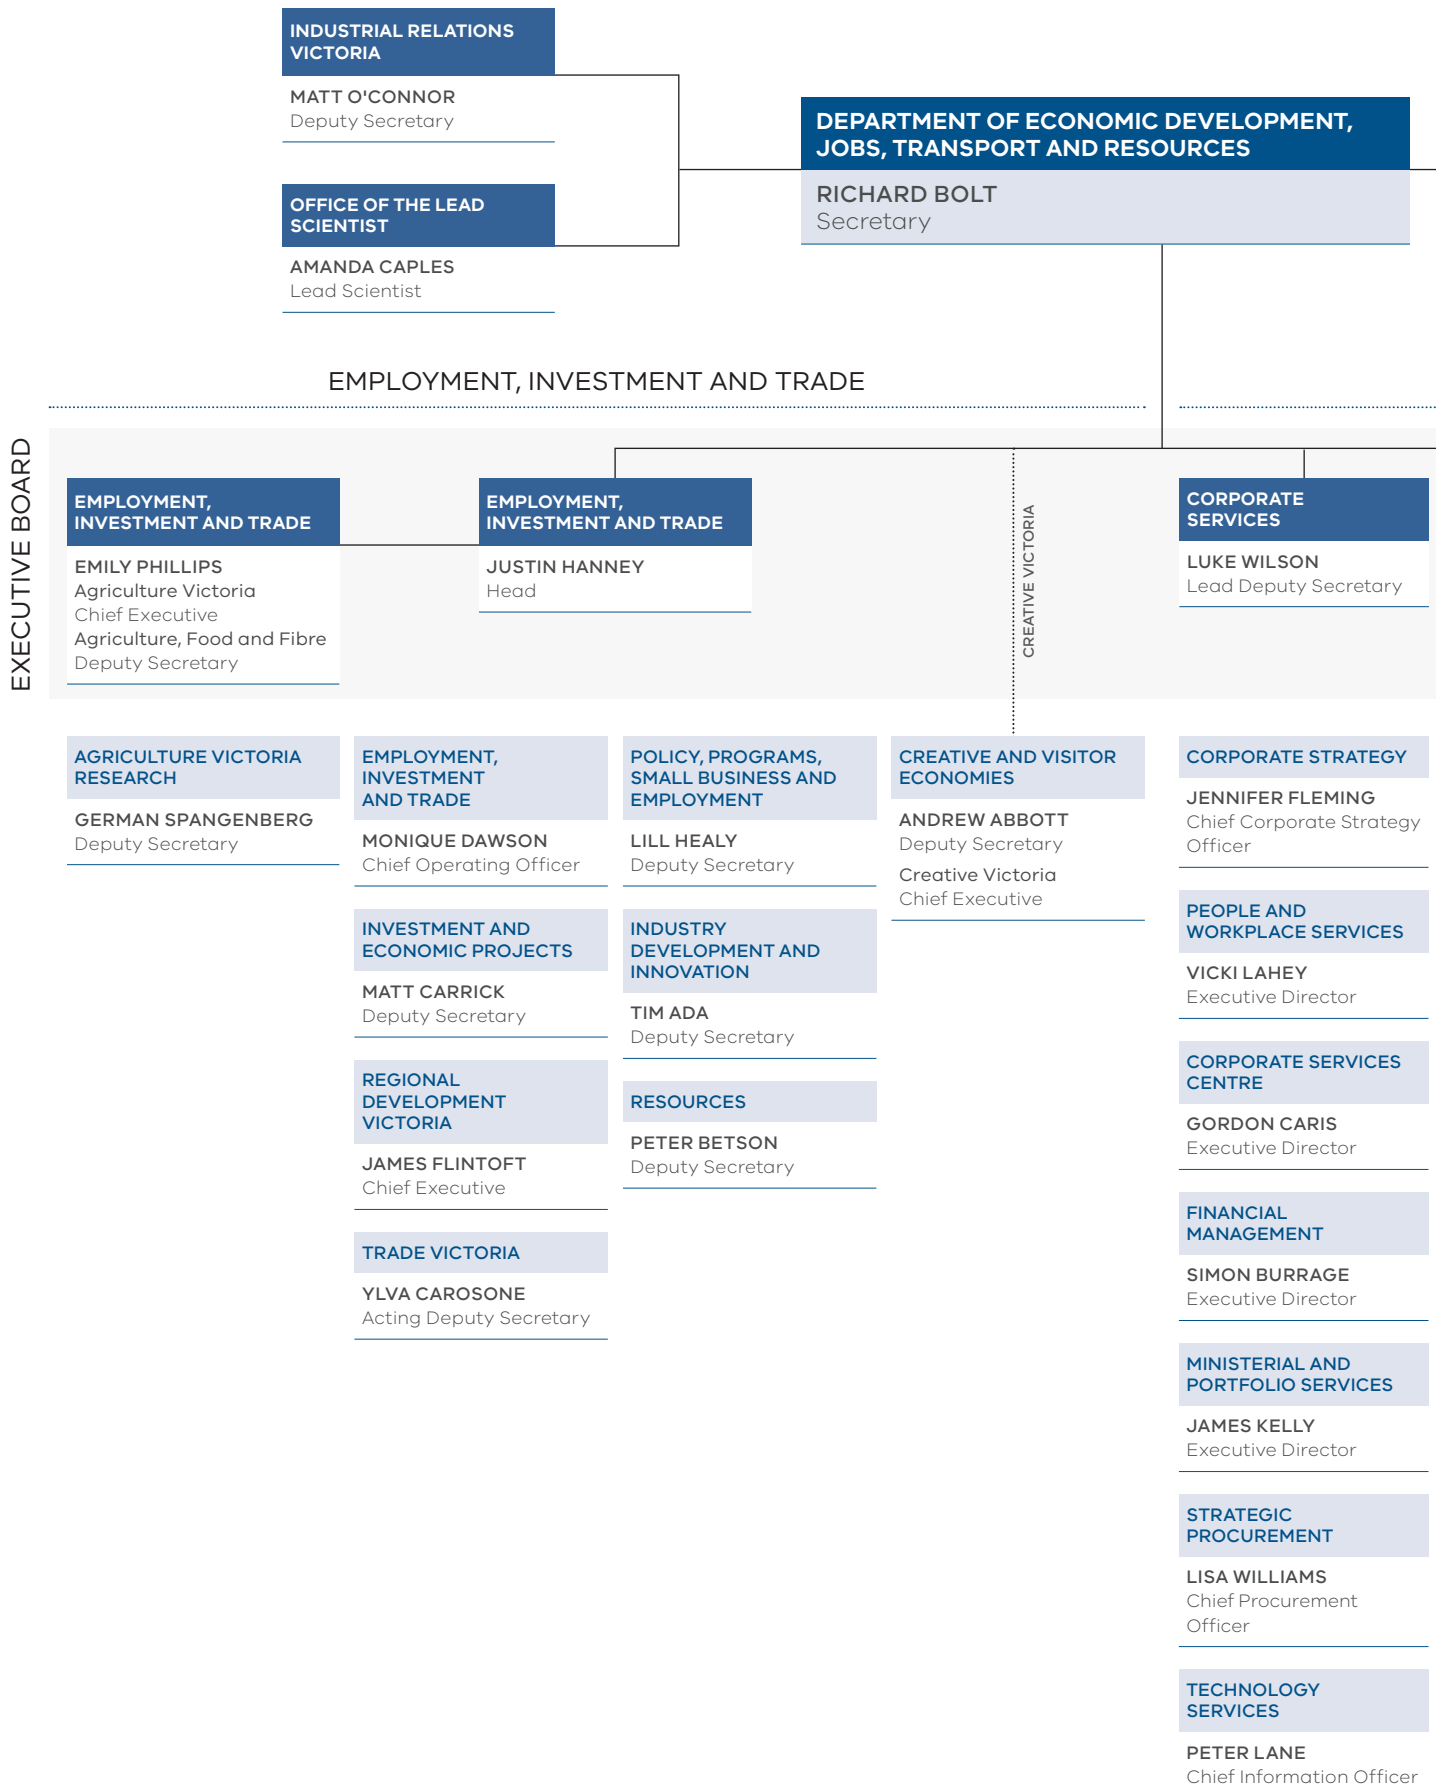 INDUSTRIAL RELATIONS
VICTORIA
MATT O'CONNOR
Deputy Secretary
OFFICE OF THE LEAD
SCIENTIST
AMANDA CAPLES
Lead Scientist
DEPARTMENT OF ECONOMIC DEVELOPMENT,
JOBS, TRANSPORT AND RESOURCES
RICHARD BOLT
Secretary
EMPLOYMENT, INVESTMENT AND TRADE
EXECUTIVE BOARD
EMPLOYMENT,
INVESTMENT AND TRADE
EMILY PHILLIPS
Agriculture Victoria
Chief Executive
Agriculture, Food and Fibre
Deputy Secretary
EMPLOYMENT,
INVESTMENT AND TRADE
JUSTIN HANNEY
Head
CREATIVE VICTORIA
CORPORATE
SERVICES
LUKE WILSON
Lead Deputy Secretary
AGRICULTURE VICTORIA
RESEARCH
GERMAN SPANGENBERG
Deputy Secretary
EMPLOYMENT,
INVESTMENT
AND TRADE
MONIQUE DAWSON
Chief Operating Officer
INVESTMENT AND
ECONOMIC PROJECTS
MATT CARRICK
Deputy Secretary
REGIONAL
DEVELOPMENT
VICTORIA
JAMES FLINTOFT
Chief Executive
TRADE VICTORIA
YLVA CAROSONE
Acting Deputy Secretary
POLICY, PROGRAMS,
SMALL BUSINESS AND
EMPLOYMENT
LILL HEALY
Deputy Secretary
INDUSTRY
DEVELOPMENT AND
INNOVATION
TIM ADA
Deputy Secretary
RESOURCES
PETER BETSON
Deputy Secretary
CREATIVE AND VISITOR
ECONOMIES
ANDREW ABBOTT
Deputy Secretary
Creative Victoria
Chief Executive
CORPORATE STRATEGY
JENNIFER FLEMING
Chief Corporate Strategy
Officer
PEOPLE AND
WORKPLACE SERVICES
VICKI LAHEY
Executive Director
CORPORATE SERVICES
CENTRE
GORDON CARIS
Executive Director
FINANCIAL
MANAGEMENT
SIMON BURRAGE
Executive Director
MINISTERIAL AND
PORTFOLIO SERVICES
JAMES KELLY
Executive Director
STRATEGIC
PROCUREMENT
LISA WILLIAMS
Chief Procurement
Officer
TECHNOLOGY
SERVICES
PETER LANE
Chief Information Officer